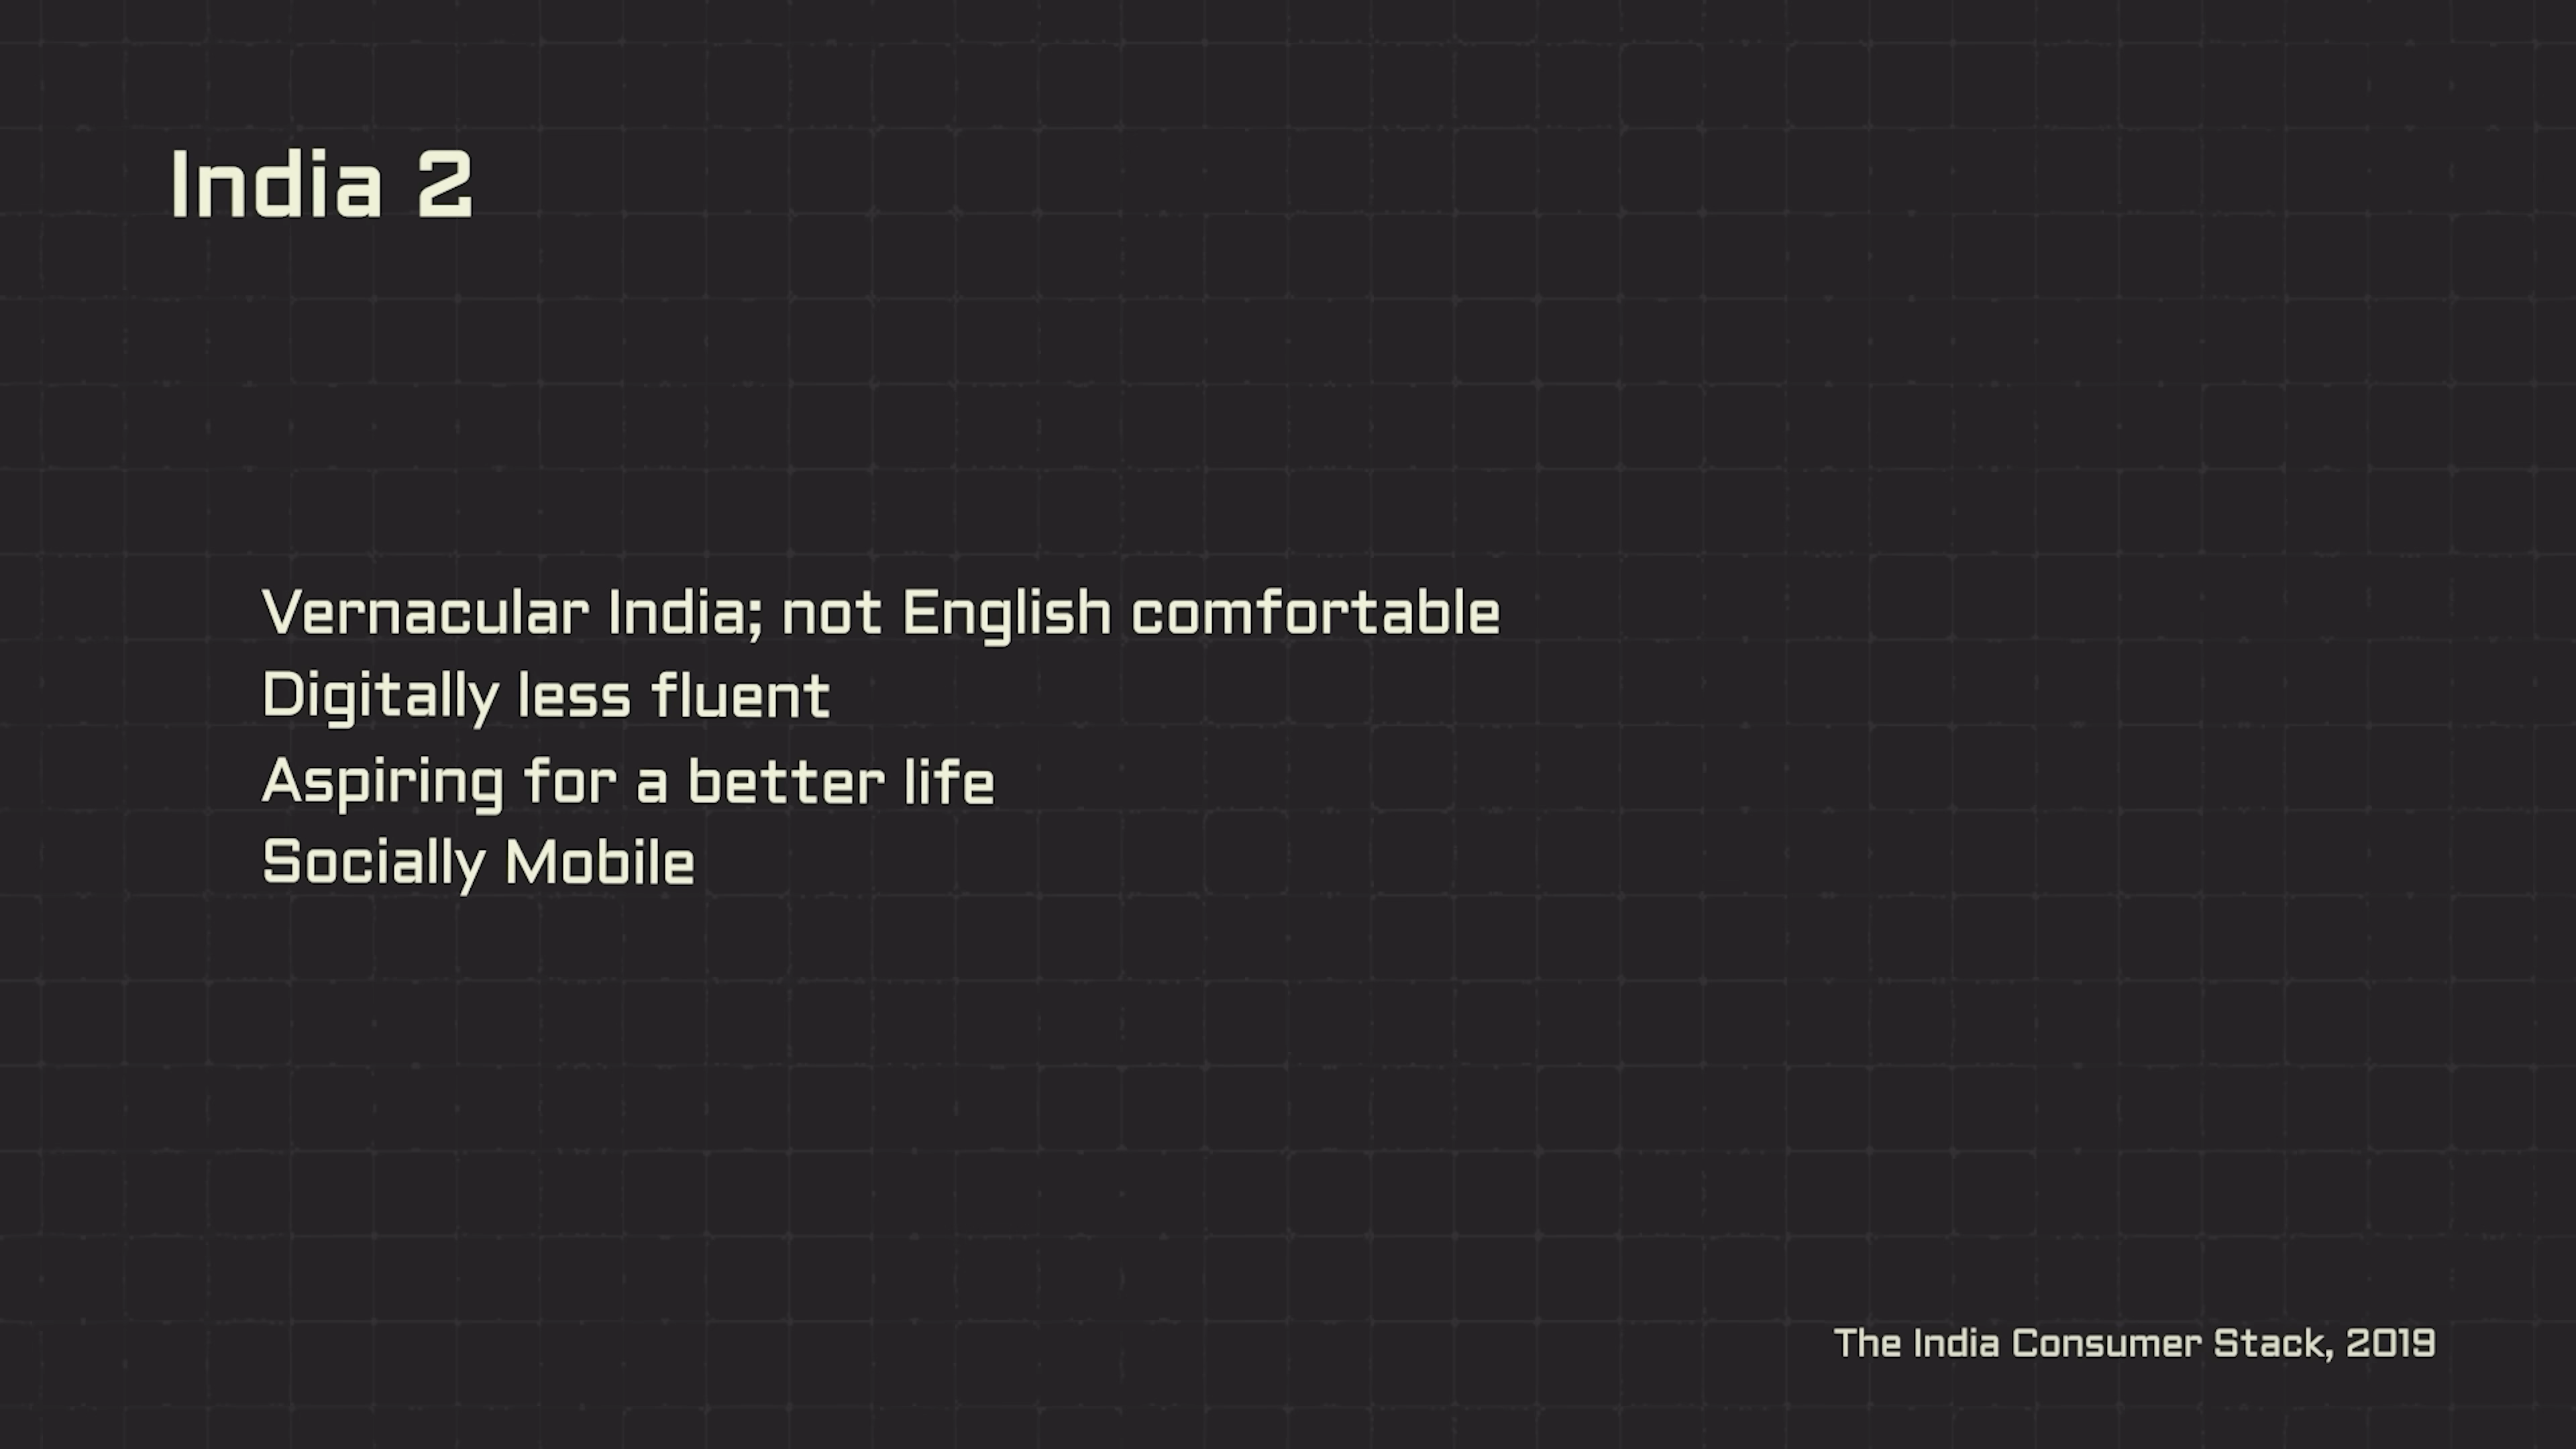 India 2
Vernacular India; not English comfortable
Digitally less fluent
Aspiring for a better life
Socially Mobile
The India Consumer Stack, 2019